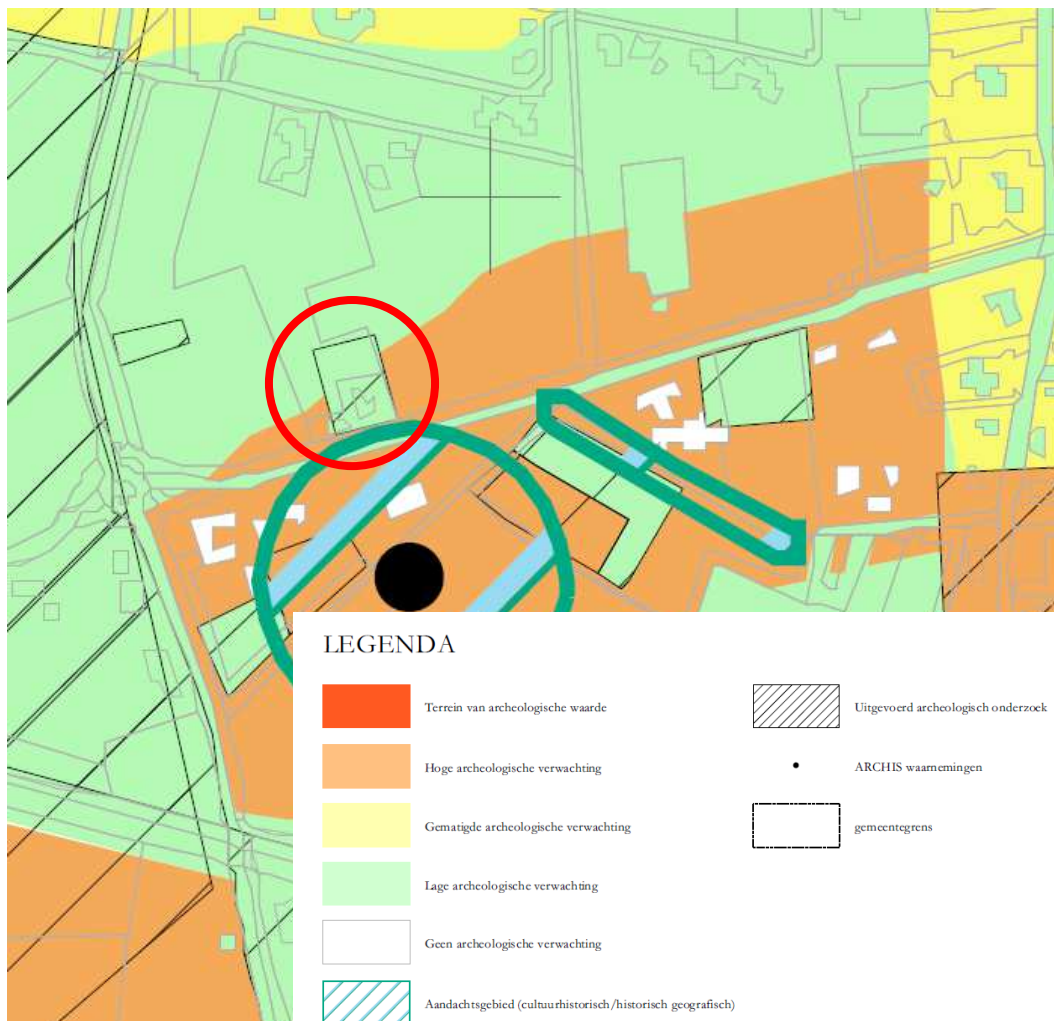 LEGENDA
Terrein van archeologische waarde
Hoge archeologische verwachting
Gematigde archeologische verwachting
Lage archeologische verwachting
Geen archeologische verwachting
Aandachtsgebied (cultuurhistorisch/historisch geografisch)
Uitgevoerd archeologisch onderzoek
ARCHIS waarnemingen
gemeentegrens